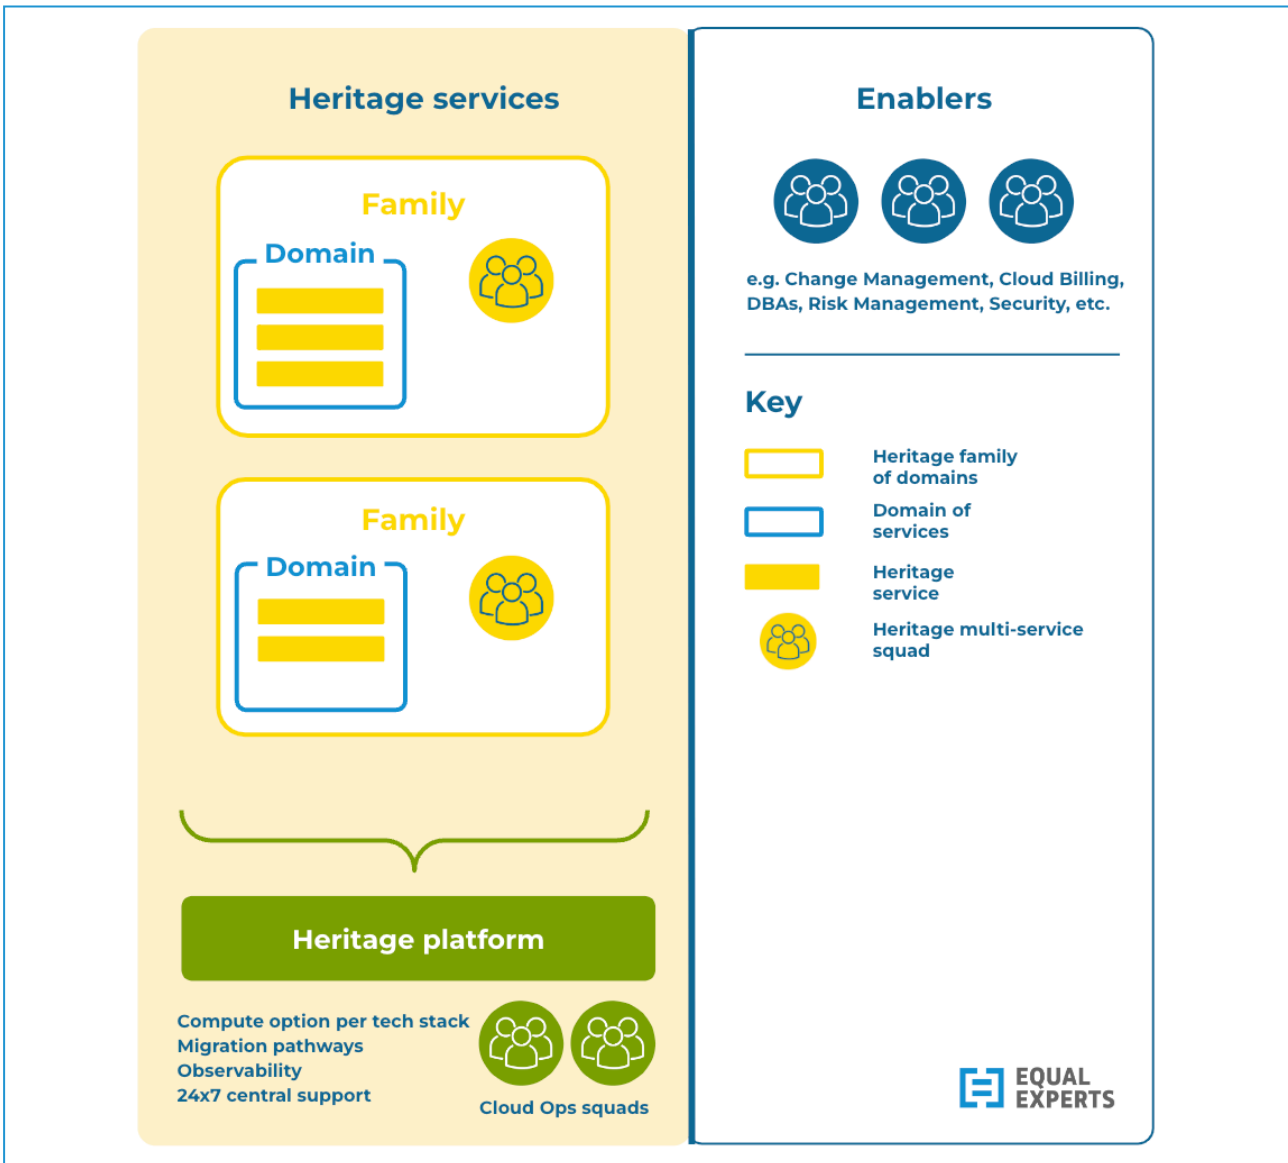 Heritage services
Family
Domain
Family
Domain
Heritage platform
Compute option per tech stack
Migration pathways
Observability
24x7 central support
Cloud Ops squads
Enablers
e.g. Change Management, Cloud Billing,
DBAs, Risk Management, Security, etc.
Key
Heritage family
of domains
Domain of
services
Heritage
service
Heritage multi-service
squad
EQUAL
EXPERTS